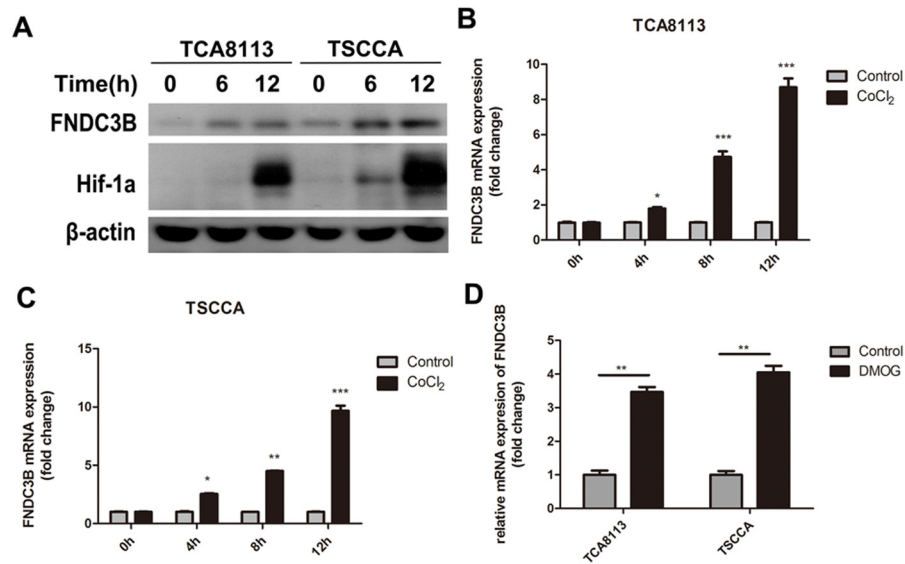 A
TCA8113 TSCCA
Time(h) 0 6 12 0 6 12
FNDC3B
Hif-1a
β-actin
B
TCA8113
FNDC3B mRNA expression
(fold change)
10
8
6
4
2
0
* *** ***
0h 4h 8h 12h
Control
CoCl₂
C
TSCCA
FNDC3B mRNA expression
(fold change)
15
10
5
0
* ** ***
0h 4h 8h 12h
Control
CoCl₂
D
relative mRNA expresion of FNDC3B
(fold change)
5
4
3
2
1
0
** **
TCA8113 TSCCA
Control
DMOG